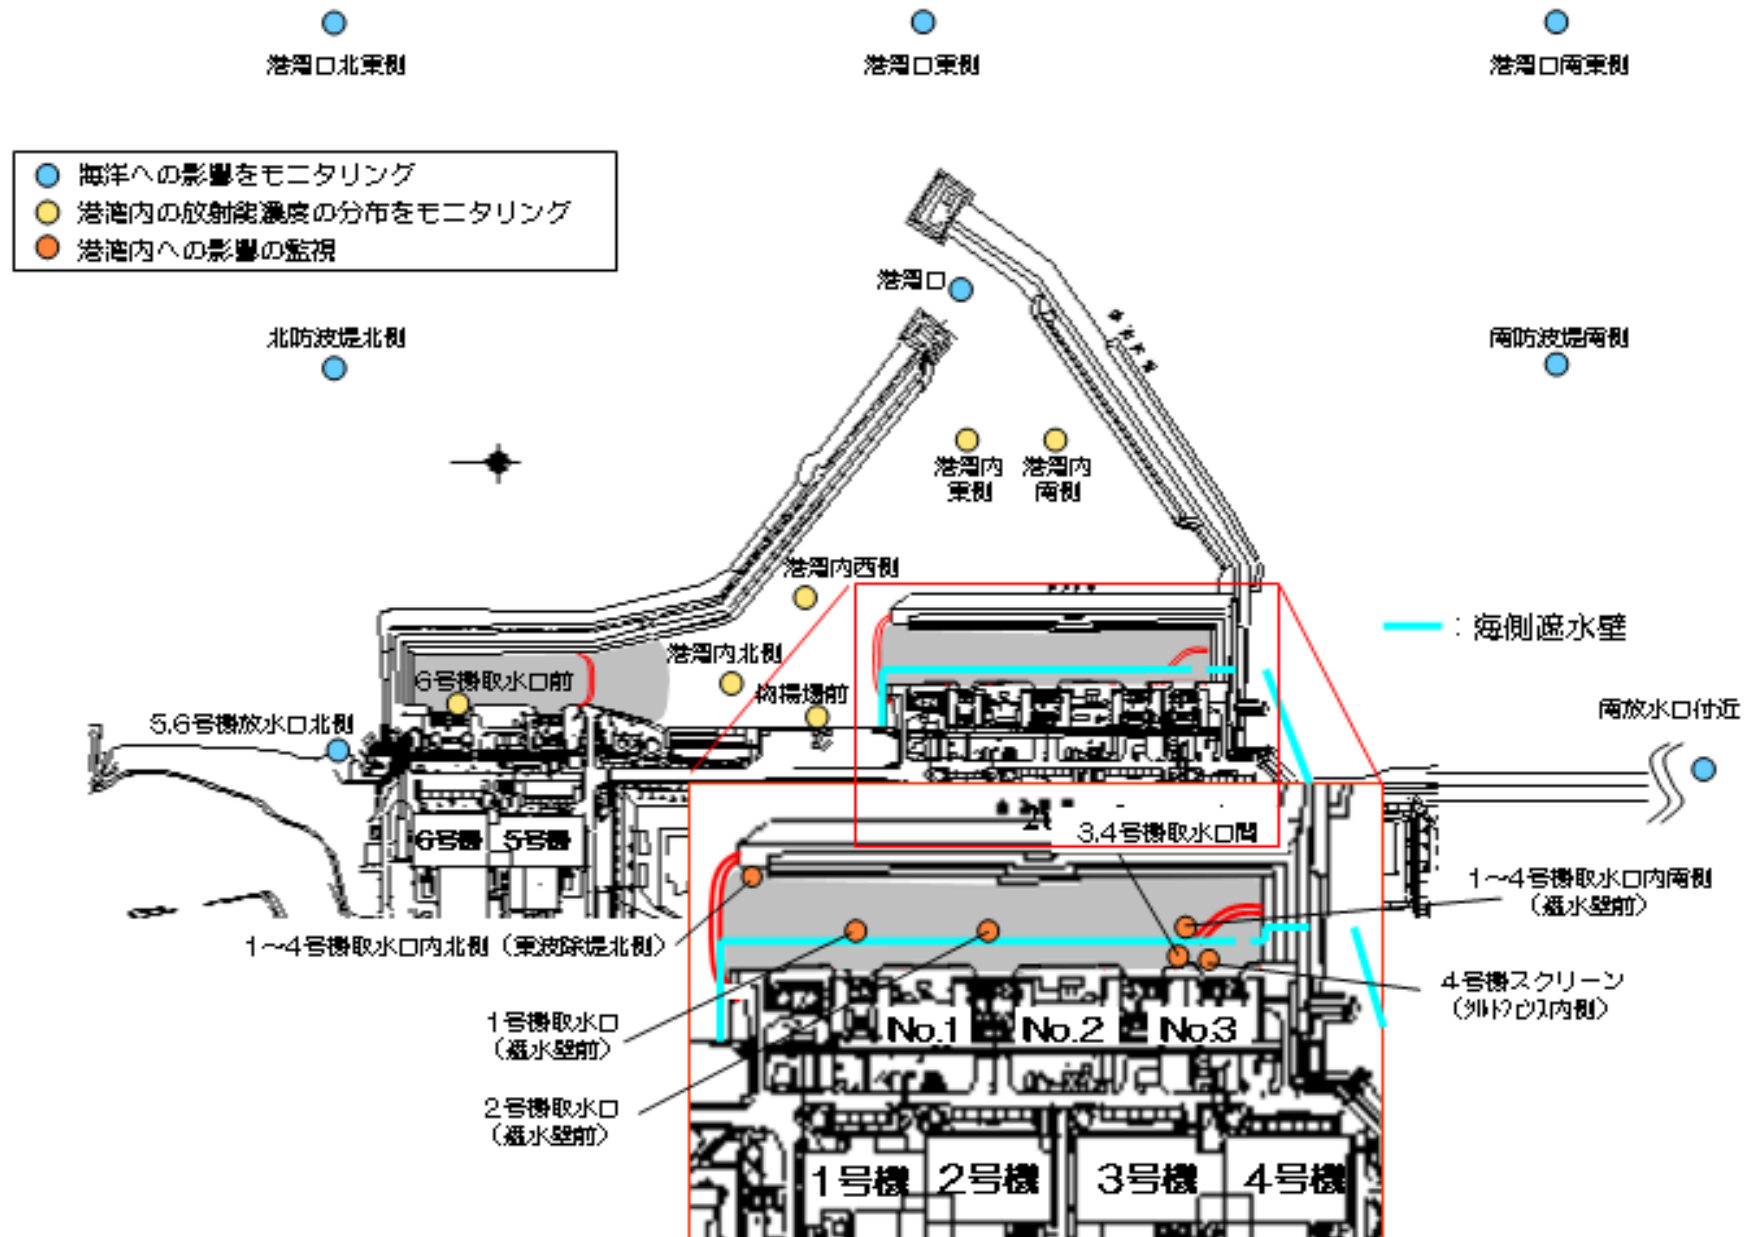 港湾口北東側
港湾口東側
港湾口南東側
海洋への影響をモニタリング
港湾内の放射能濃度の分布をモニタリング
港湾内への影響の監視
港湾口
北防波堤北側
南防波堤南側
港湾内
東側
港湾内
南側
港湾内西側
：海側遮水壁
港湾内北側
6号機取水口前
物揚場前
南放水口付近
5,6号機放水口北側
6号機
5号機
3,4号機取水口間
1～4号機取水口内南側
（遮水壁前）
1～4号機取水口内北側（東波除堤北側）
4号機スクリーン
（シルトフェンス内側）
1号機取水口
（遮水壁前）
No.1
No.2
No.3
2号機取水口
（遮水壁前）
1号機
2号機
3号機
4号機